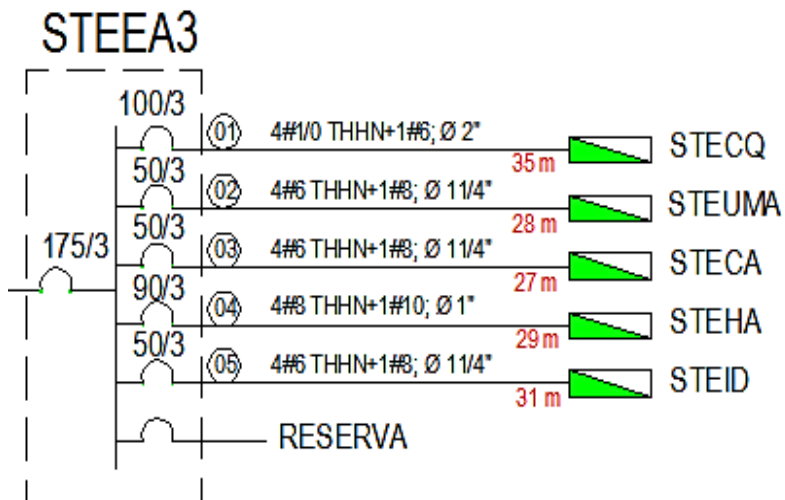 STEEA3
100/3
01 4#1/0 THHN+1#6; Ø 2" 35 m STECQ
50/3
02 4#6 THHN+1#8; Ø 11/4" 28 m STEUMA
50/3
03 4#6 THHN+1#8; Ø 11/4" 27 m STECA
175/3
90/3
04 4#8 THHN+1#10; Ø 1" 29 m STEHA
50/3
05 4#6 THHN+1#8; Ø 11/4" 31 m STEID
RESERVA